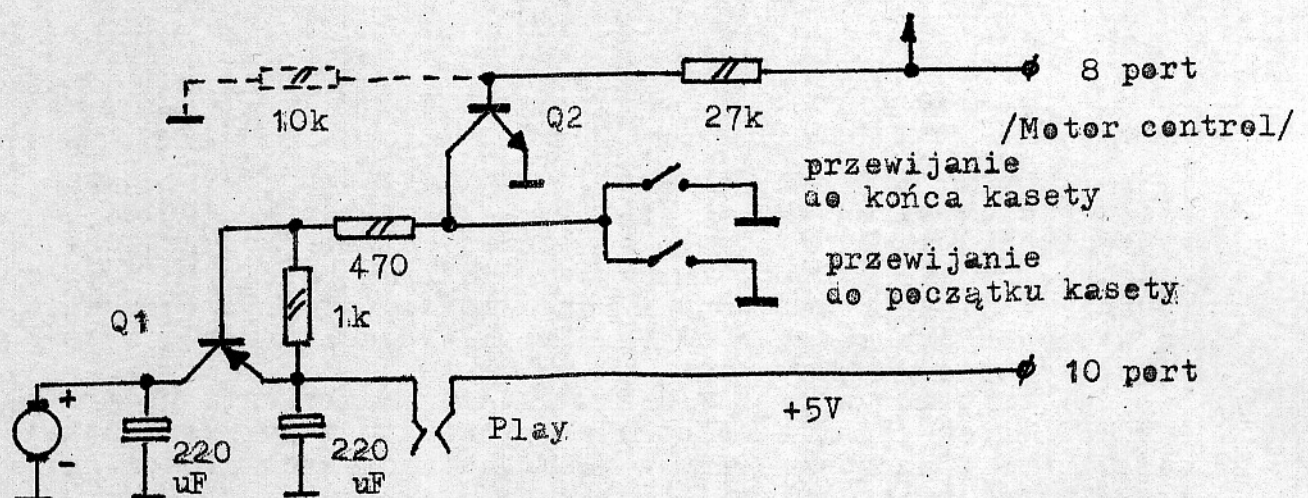 8 port
10k
Q2
27k
/Motor control/
przewijanie
do końca kasety
470
przewijanie
do początku kasety
Q1
1k
+
10 port
+5V
Play
-
220
uF
220
uF